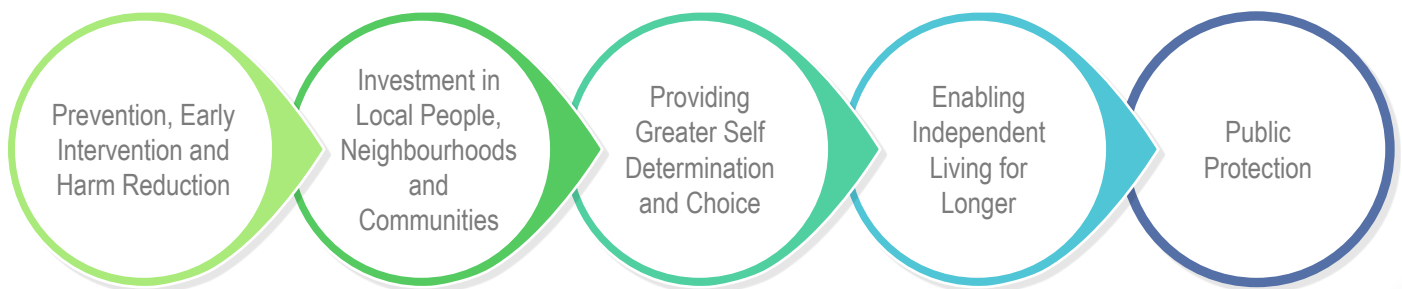 Prevention, Early
Intervention and
Harm Reduction
Investment in
Local People,
Neighbourhoods
and
Communities
Providing
Greater Self
Determination
and Choice
Enabling
Independent
Living for
Longer
Public
Protection